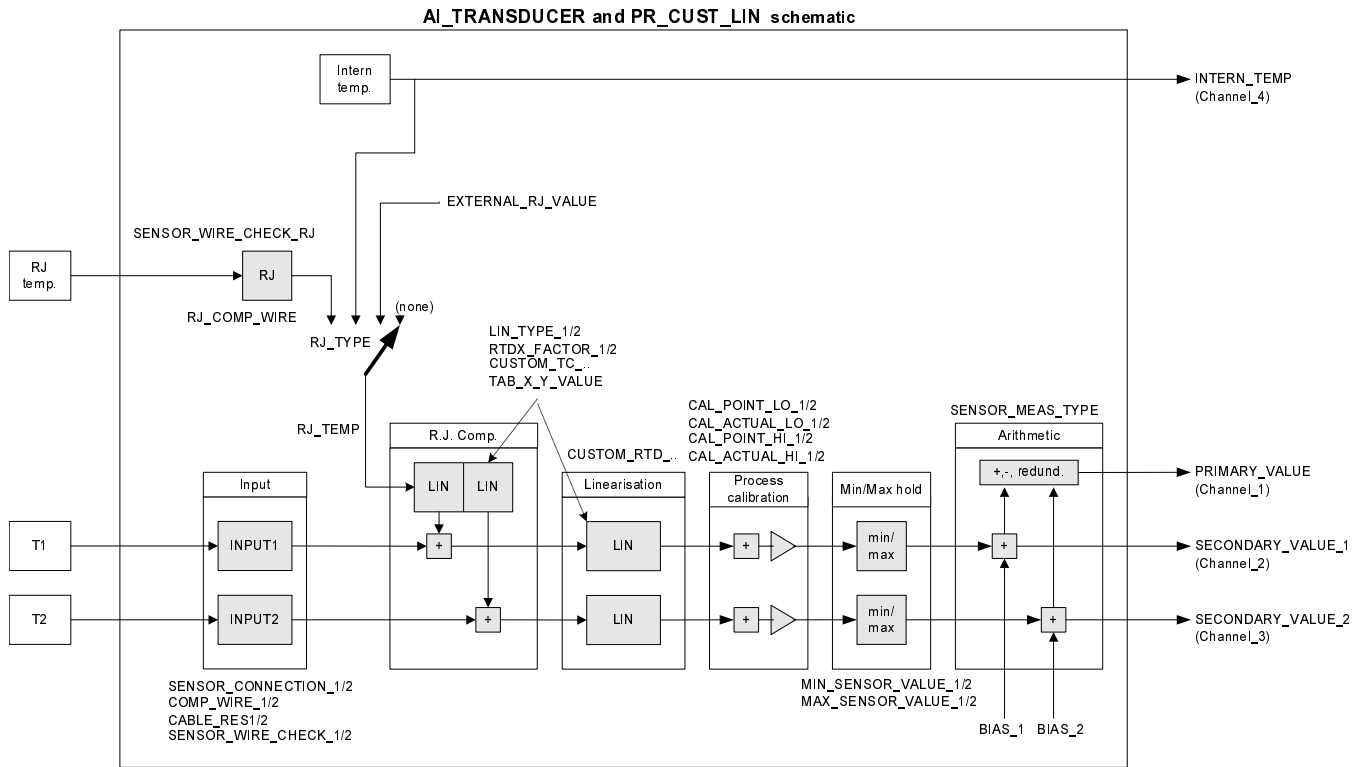 AI_TRANSDUCER and PR_CUST_LIN schematic
Intern
temp.
INTERN_TEMP
(Channel_4)
EXTERNAL_RJ_VALUE
SENSOR_WIRE_CHECK_RJ
RJ
temp.
RJ
RJ_COMP_WIRE
(none)
RJ_TYPE
LIN_TYPE_1/2
RTDX_FACTOR_1/2
CUSTOM_TC_..
TAB_X_Y_VALUE
RJ_TEMP
CAL_POINT_LO_1/2
CAL_ACTUAL_LO_1/2
CAL_POINT_HI_1/2
CAL_ACTUAL_HI_1/2
SENSOR_MEAS_TYPE
R.J. Comp.
Arithmetic
CUSTOM_RTD_..
LIN
LIN
+,-, redund.
PRIMARY_VALUE
(Channel_1)
Input
Linearisation
Process
calibration
Min/Max hold
T1
INPUT1
+
LIN
+
min/
max
+
SECONDARY_VALUE_1
(Channel_2)
T2
INPUT2
+
LIN
+
min/
max
+
SECONDARY_VALUE_2
(Channel_3)
SENSOR_CONNECTION_1/2
COMP_WIRE_1/2
CABLE_RES1/2
SENSOR_WIRE_CHECK_1/2
MIN_SENSOR_VALUE_1/2
MAX_SENSOR_VALUE_1/2
BIAS_1
BIAS_2